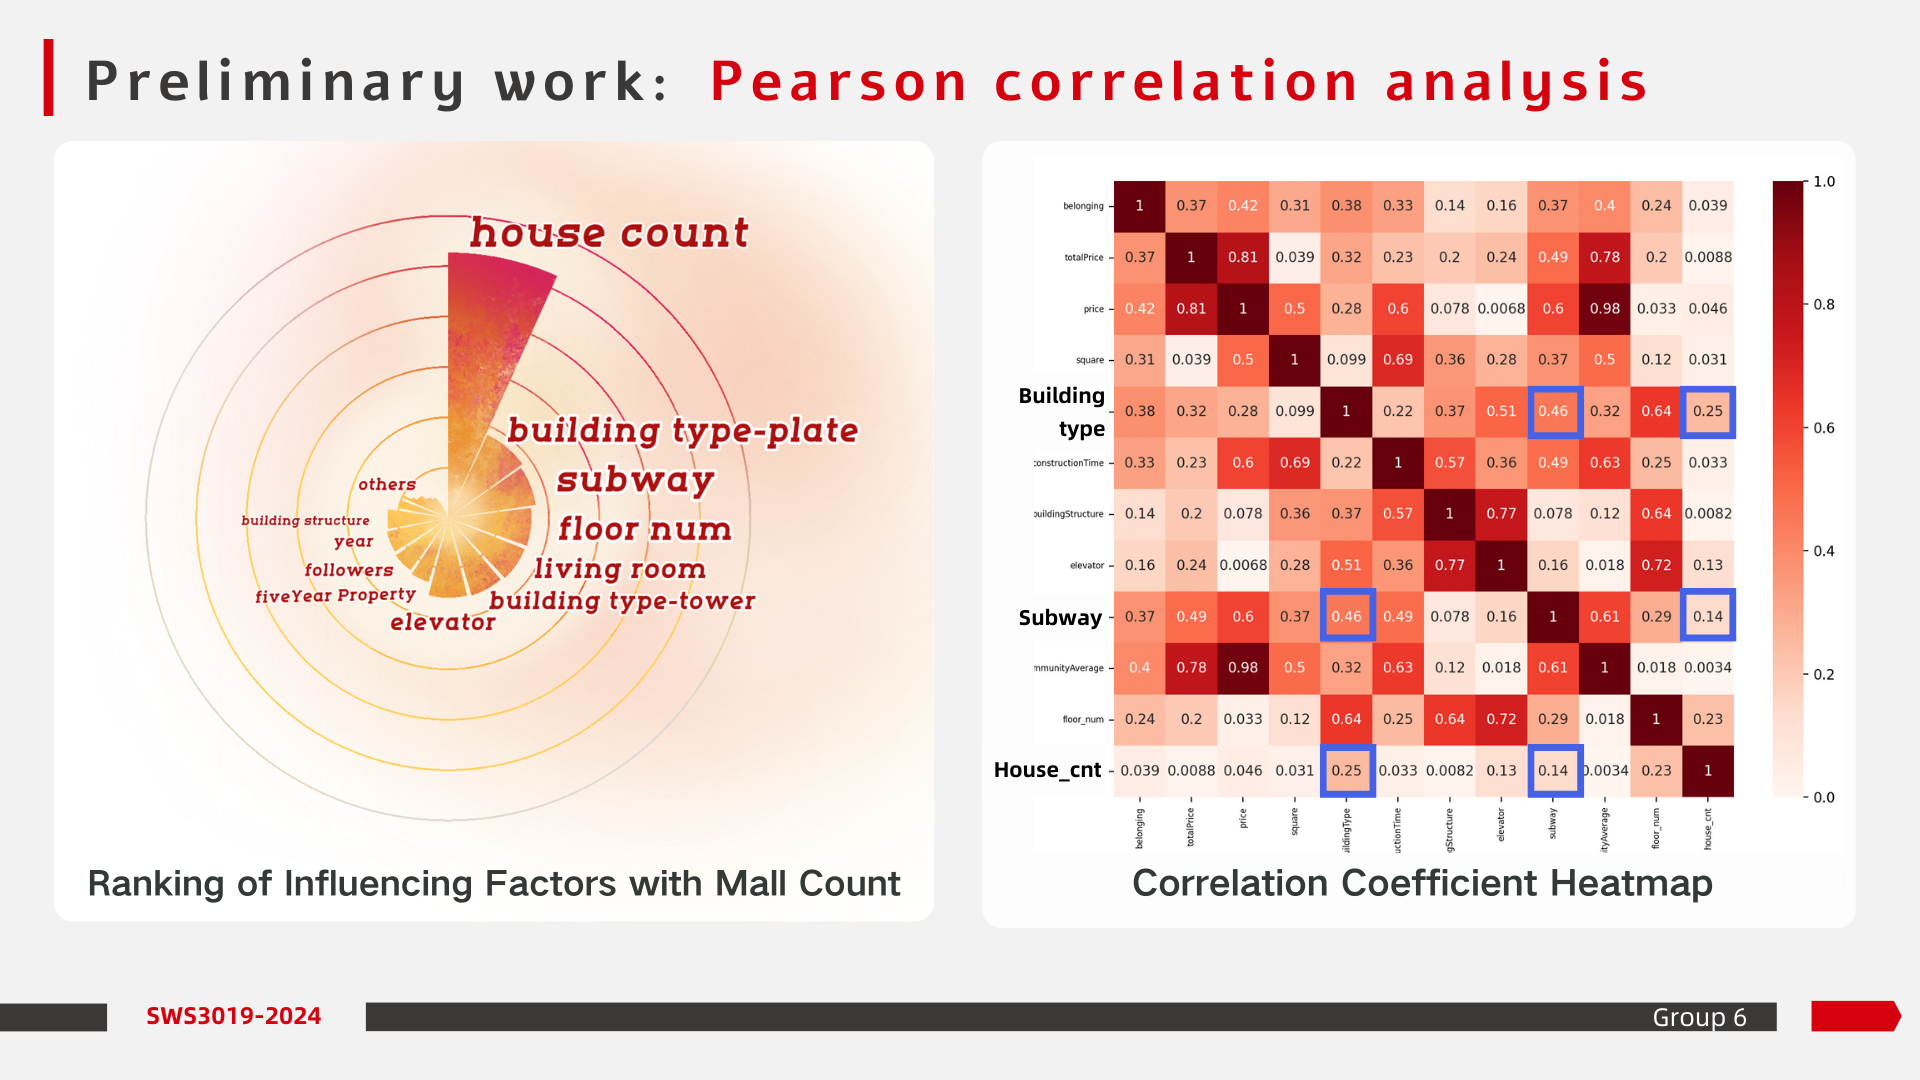 Preliminary work: Pearson correlation analysis
house count
building type-plate
subway
floor num
living room
building type-tower
elevator
fiveYear Property
followers
year
building structure
others
Ranking of Influencing Factors with Mall Count
belonging 1 0.37 0.42 0.31 0.38 0.33 0.14 0.16 0.37 0.4 0.24 0.039
totalPrice 0.37 1 0.81 0.039 0.32 0.23 0.2 0.24 0.49 0.78 0.2 0.0088
price 0.42 0.81 1 0.5 0.28 0.6 0.078 0.0068 0.6 0.98 0.033 0.046
square 0.31 0.039 0.5 1 0.099 0.69 0.36 0.28 0.37 0.5 0.12 0.031
Building
type 0.38 0.32 0.28 0.099 1 0.22 0.37 0.51 0.46 0.32 0.64 0.25
constructionTime 0.33 0.23 0.6 0.69 0.22 1 0.57 0.36 0.49 0.63 0.25 0.033
buildingStructure 0.14 0.2 0.078 0.36 0.37 0.57 1 0.77 0.078 0.12 0.64 0.0082
elevator 0.16 0.24 0.0068 0.28 0.51 0.36 0.77 1 0.16 0.018 0.72 0.13
Subway 0.37 0.49 0.6 0.37 0.46 0.49 0.078 0.16 1 0.61 0.29 0.14
mmunityAverage 0.4 0.78 0.98 0.5 0.32 0.63 0.12 0.018 0.61 1 0.018 0.0034
floor_num 0.24 0.2 0.033 0.12 0.64 0.25 0.64 0.72 0.29 0.018 1 0.23
House_cnt 0.039 0.0088 0.046 0.031 0.25 0.033 0.0082 0.13 0.14 0.0034 0.23 1
belonging totalPrice price square uildingType uctionTime gStructure elevator subway ityAverage floor_num house_cnt
1.0
0.8
0.6
0.4
0.2
0.0
Correlation Coefficient Heatmap
SWS3019-2024
Group 6